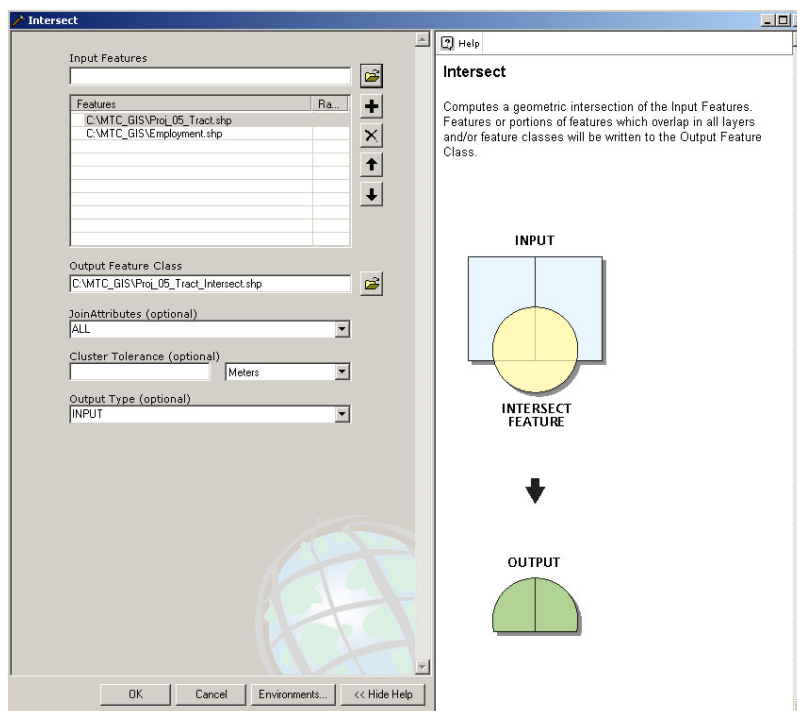 Intersect
Input Features
Features Ra...
C:\MTC_GIS\Proj_05_Tract.shp
C:\MTC_GIS\Employment.shp
Output Feature Class
C:\MTC_GIS\Proj_05_Tract_Intersect.shp
JoinAttributes (optional)
ALL
Cluster Tolerance (optional)
Meters
Output Type (optional)
INPUT
OK Cancel Environments... << Hide Help
Help
Intersect
Computes a geometric intersection of the Input Features.
Features or portions of features which overlap in all layers
and/or feature classes will be written to the Output Feature
Class.
INPUT
INTERSECT
FEATURE
OUTPUT